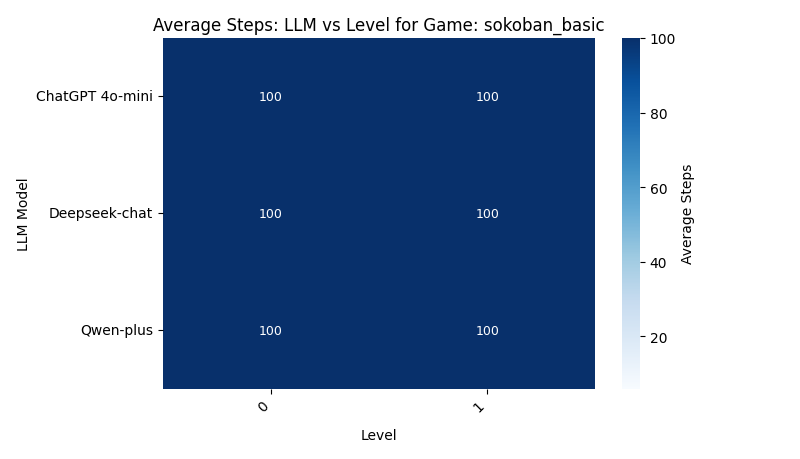 Average Steps: LLM vs Level for Game: sokoban_basic
LLM Model
ChatGPT 4o-mini
100
100
Deepseek-chat
100
100
Qwen-plus
100
100
0
1
Level
100
80
60
40
20
Average Steps